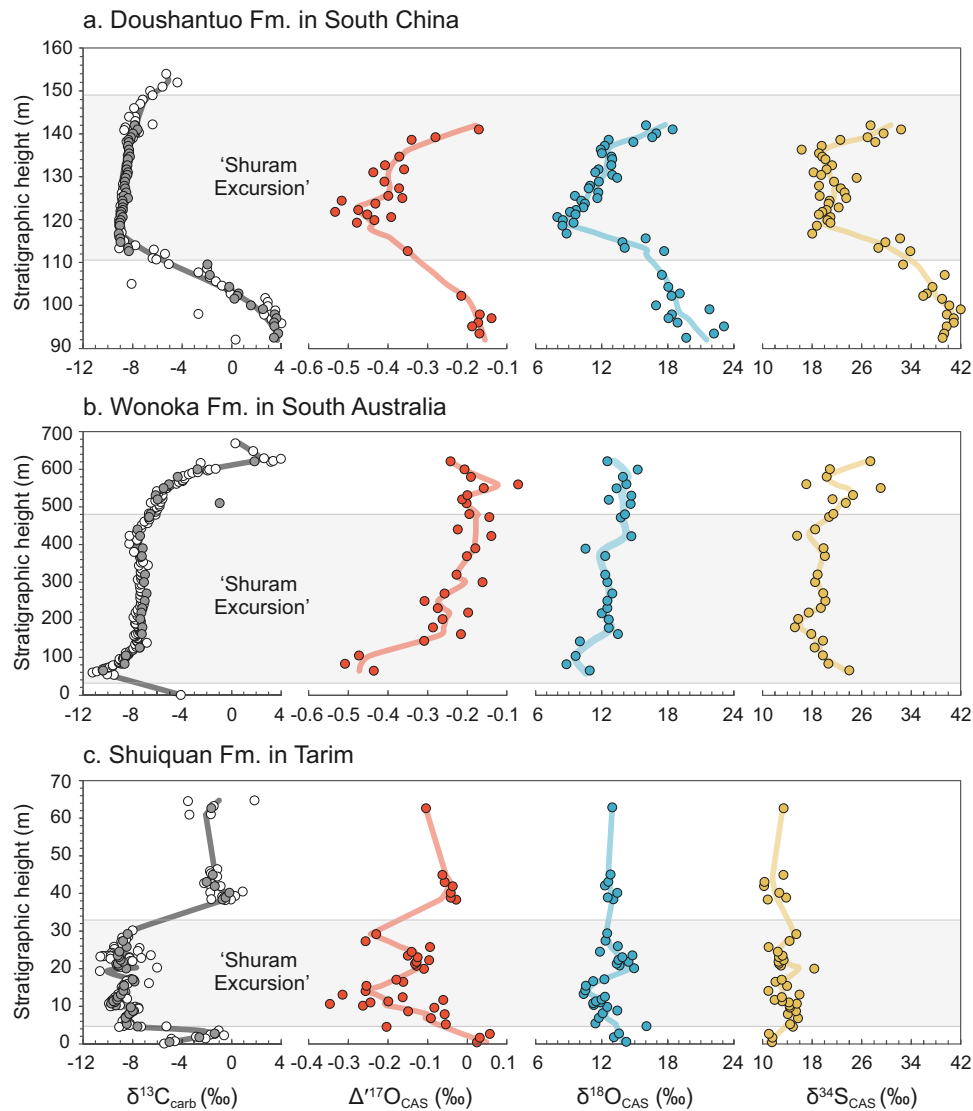 a. Doushantuo Fm. in South China
160
150
140
130
120
110
100
90
Stratigraphic height (m)
'Shuram
Excursion'
-12 -8 -4 0 4 -0.6 -0.5 -0.4 -0.3 -0.2 -0.1 6 12 18 24 10 18 26 34 42
b. Wonoka Fm. in South Australia
700
600
500
400
300
200
100
0
Stratigraphic height (m)
'Shuram
Excursion'
-12 -8 -4 0 4 -0.6 -0.5 -0.4 -0.3 -0.2 -0.1 6 12 18 24 10 18 26 34 42
c. Shuiquan Fm. in Tarim
70
60
50
40
30
20
10
0
Stratigraphic height (m)
'Shuram
Excursion'
-12 -8 -4 0 4 -0.4 -0.3 -0.2 -0.1 0 0.1 6 12 18 24 10 18 26 34 42
δ¹³C_carb (‰) Δ′¹⁷O_CAS (‰) δ¹⁸O_CAS (‰) δ³⁴S_CAS (‰)